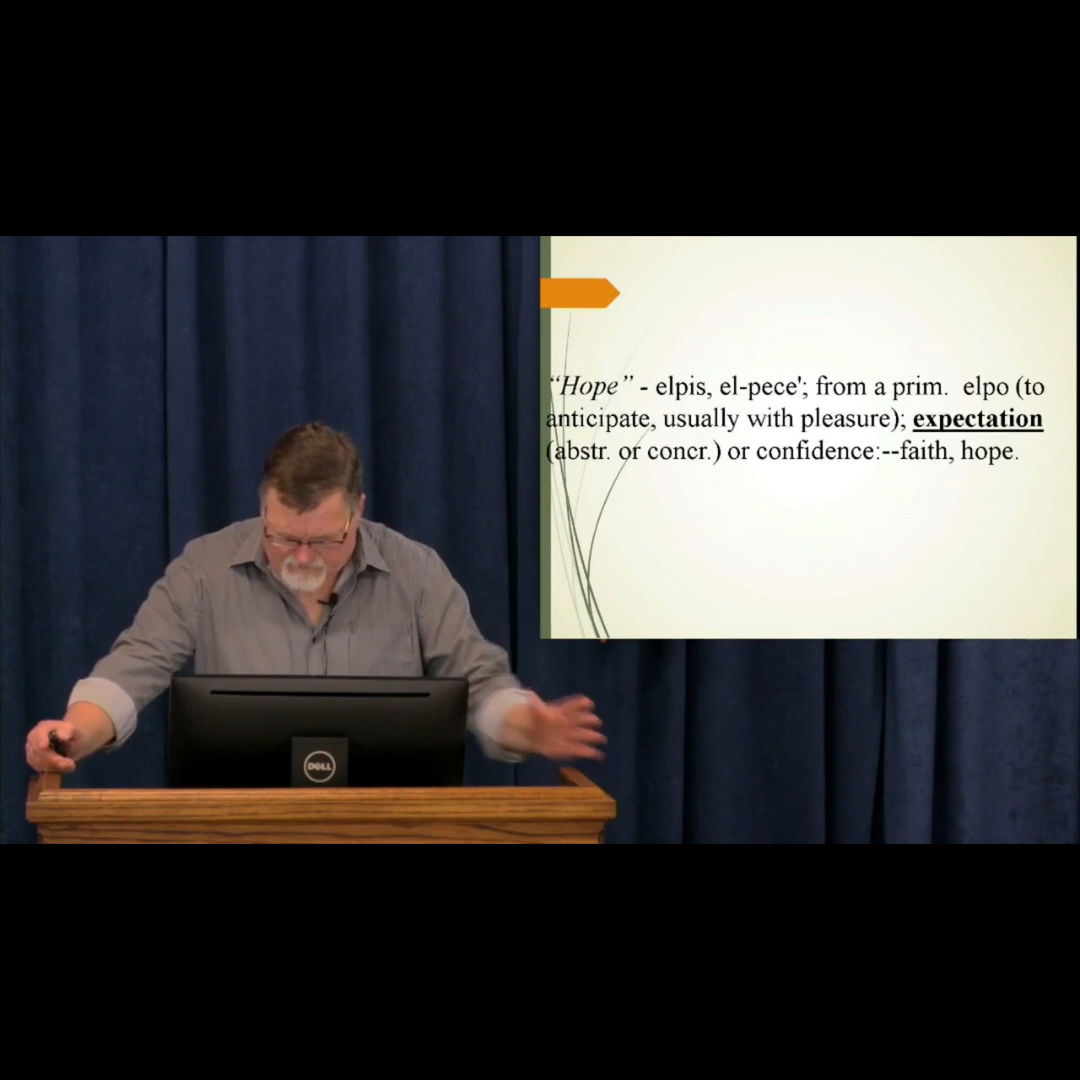 “Hope” - elpis, el-pece'; from a prim. elpo (to
anticipate, usually with pleasure); expectation
(abstr. or concr.) or confidence:--faith, hope.
DELL